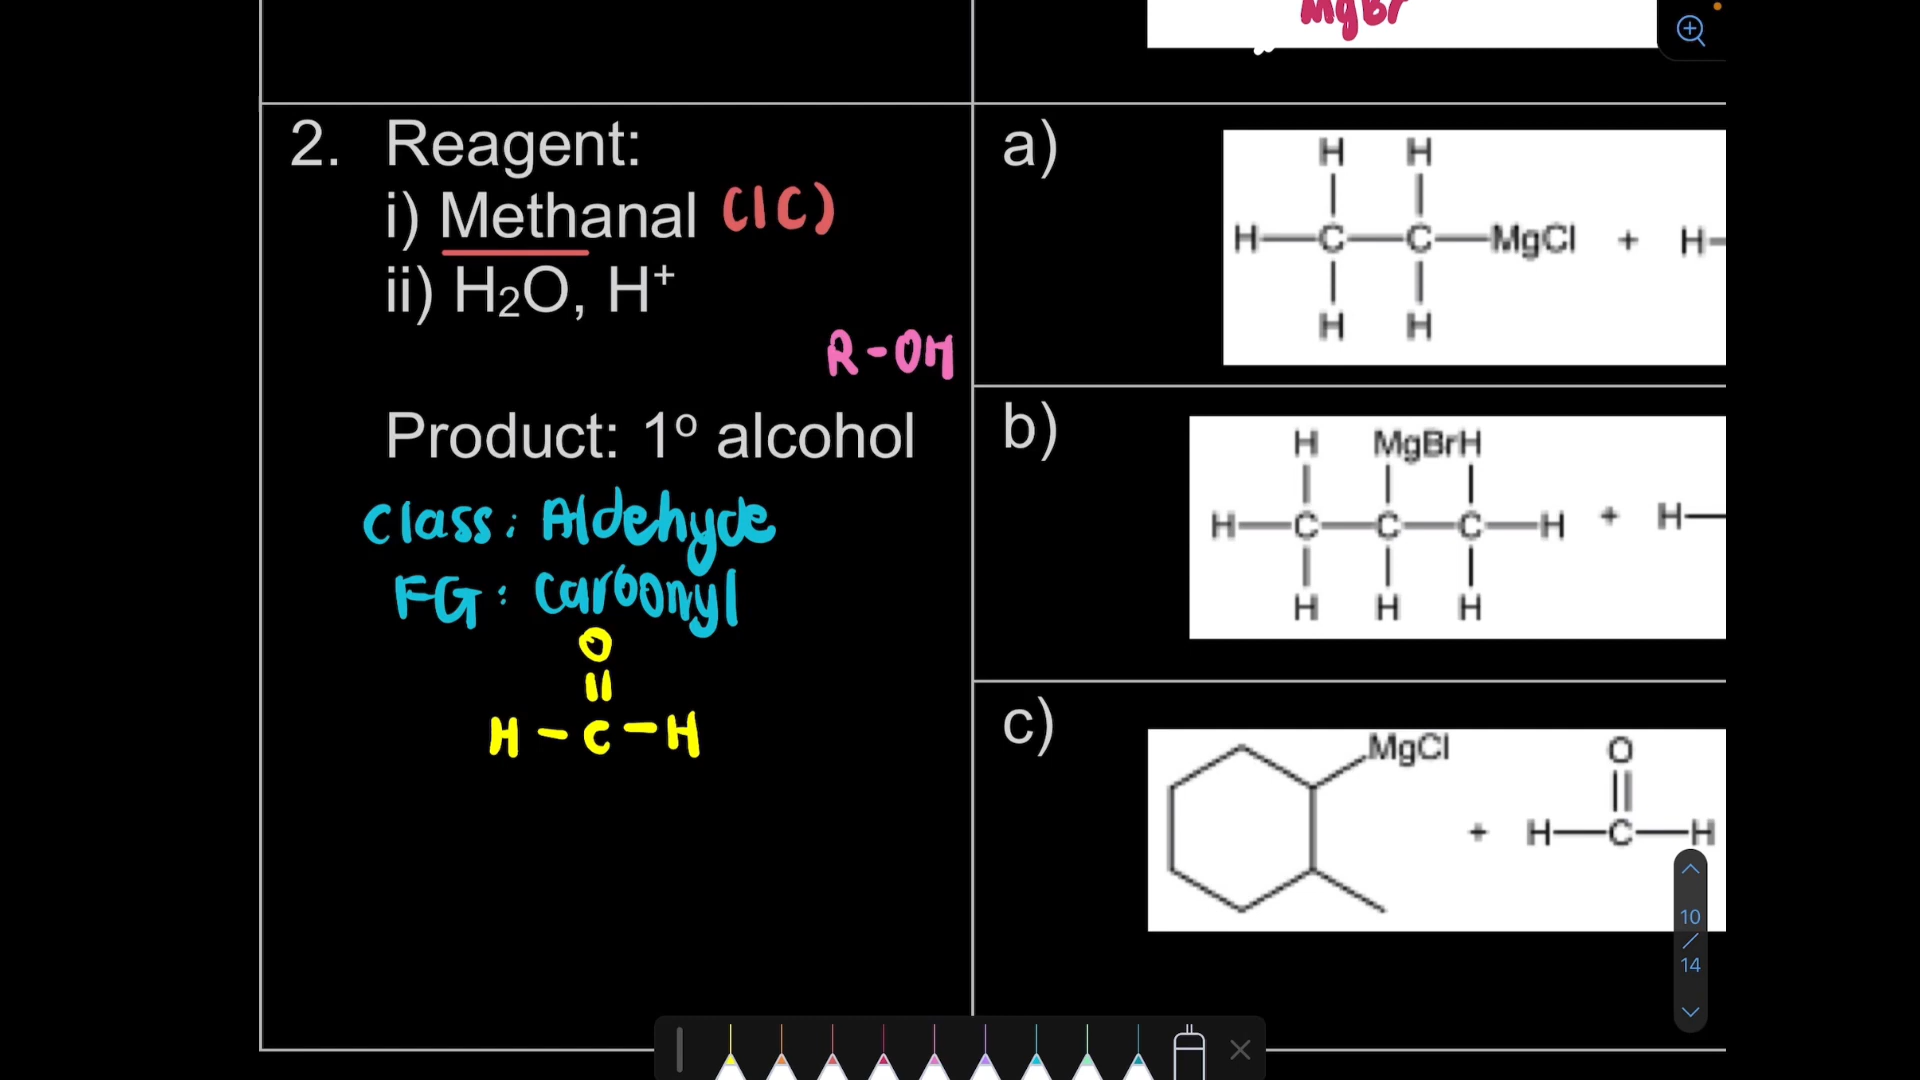 MgBr
2. Reagent:
i) Methanal (1C)
ii) H₂O, H⁺
R-OH
Product: 1º alcohol
Class: Aldehyde
FG: Carbonyl
O
H - C - H
a)
H H
H C C MgCl + H
H H
b)
H MgBrH
H C C C H + H
H H H
c)
MgCl O
+ H C H
10
/
14